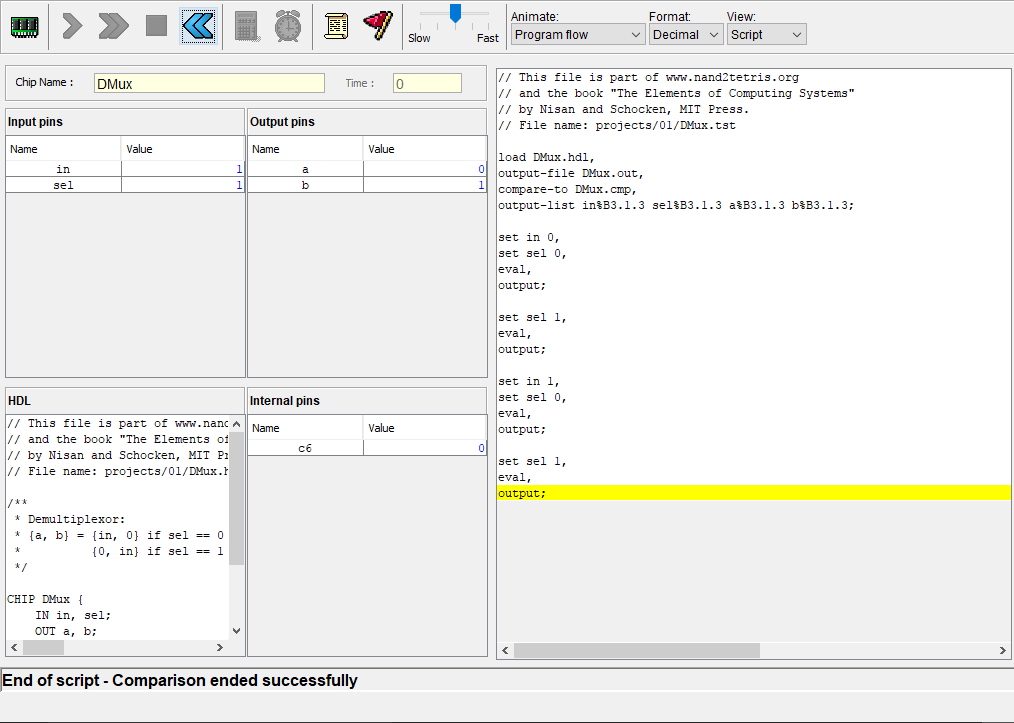 Slow
Fast
Animate:
Program flow
Format:
Decimal
View:
Script
Chip Name :
DMux
Time :
0
Input pins
Name Value
in 1
sel 1
Output pins
Name Value
a 0
b 1
HDL
// This file is part of www.nand
// and the book "The Elements of
// by Nisan and Schocken, MIT Pr
// File name: projects/01/DMux.h
/**
* Demultiplexor:
* {a, b} = {in, 0} if sel == 0
* {0, in} if sel == 1
*/
CHIP DMux {
IN in, sel;
OUT a, b;
Internal pins
Name Value
c6 0
// This file is part of www.nand2tetris.org
// and the book "The Elements of Computing Systems"
// by Nisan and Schocken, MIT Press.
// File name: projects/01/DMux.tst
load DMux.hdl,
output-file DMux.out,
compare-to DMux.cmp,
output-list in%B3.1.3 sel%B3.1.3 a%B3.1.3 b%B3.1.3;
set in 0,
set sel 0,
eval,
output;
set sel 1,
eval,
output;
set in 1,
set sel 0,
eval,
output;
set sel 1,
eval,
output;
End of script - Comparison ended successfully